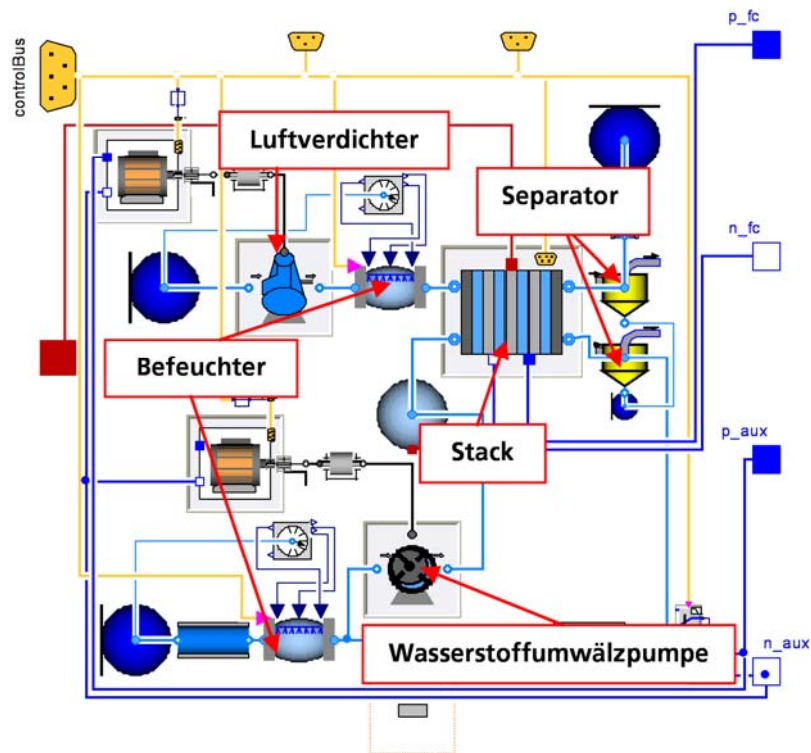 p_fc
controlBus
Luftverdichter
Separator
n_fc
Befeuchter
Stack
p_aux
Wasserstoffumwälzpumpe
n_aux